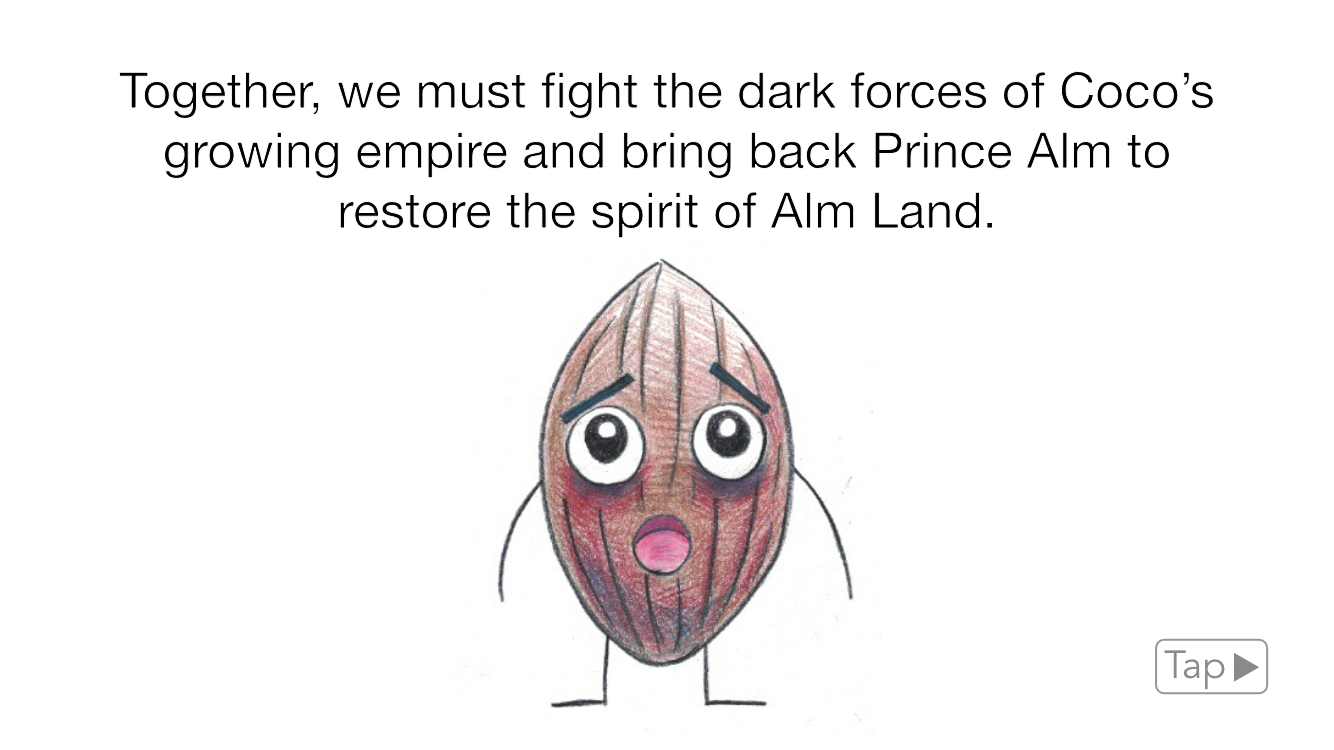 Together, we must fight the dark forces of Coco’s
growing empire and bring back Prince Alm to
restore the spirit of Alm Land.
Tap